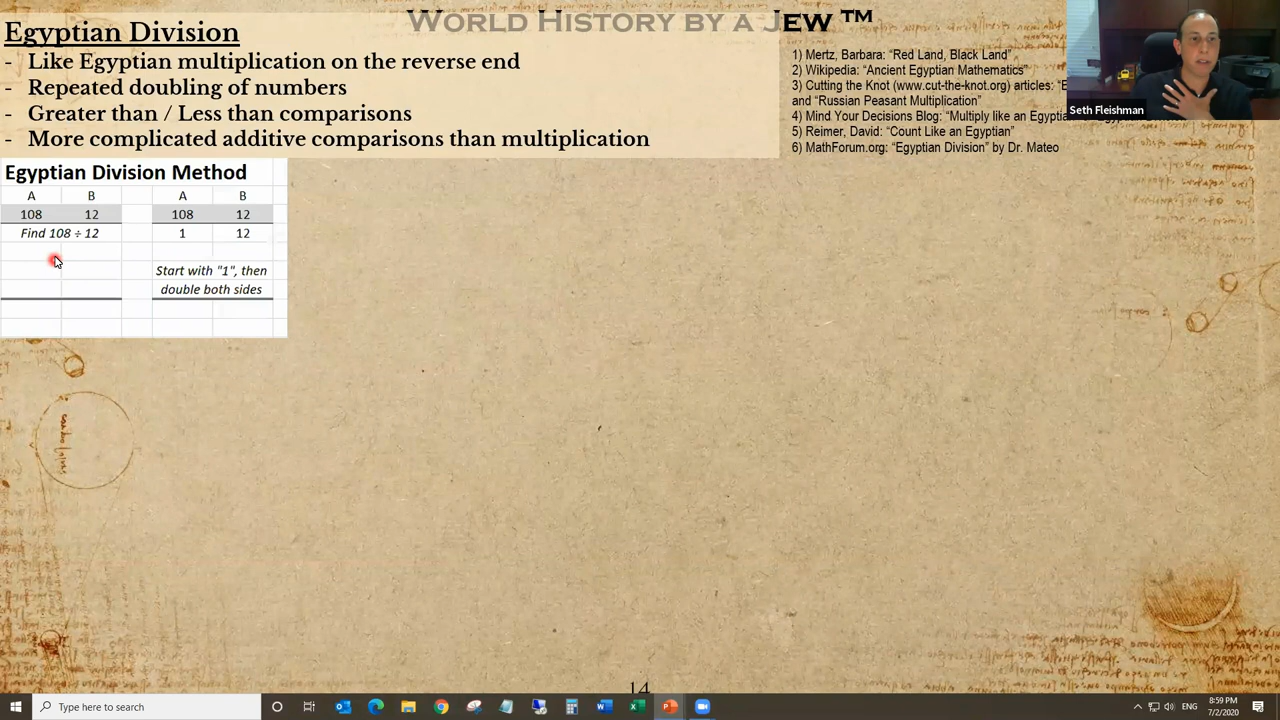 World History by a Jew ™
Egyptian Division
- Like Egyptian multiplication on the reverse end
- Repeated doubling of numbers
- Greater than / Less than comparisons
- More complicated additive comparisons than multiplication
1) Mertz, Barbara: “Red Land, Black Land”
2) Wikipedia: “Ancient Egyptian Mathematics”
3) Cutting the Knot (www.cut-the-knot.org) articles:
and “Russian Peasant Multiplication”
4) Mind Your Decisions Blog: “Multiply like an
5) Reimer, David: “Count Like an Egyptian”
6) MathForum.org: “Egyptian Division” by Dr. Mateo
Seth Fleishman
Egyptian Division Method
A B A B
108 12 108 12
Find 108 ÷ 12 1 12
Start with "1", then
double both sides
14
Type here to search
ENG
8:59 PM
7/2/2020